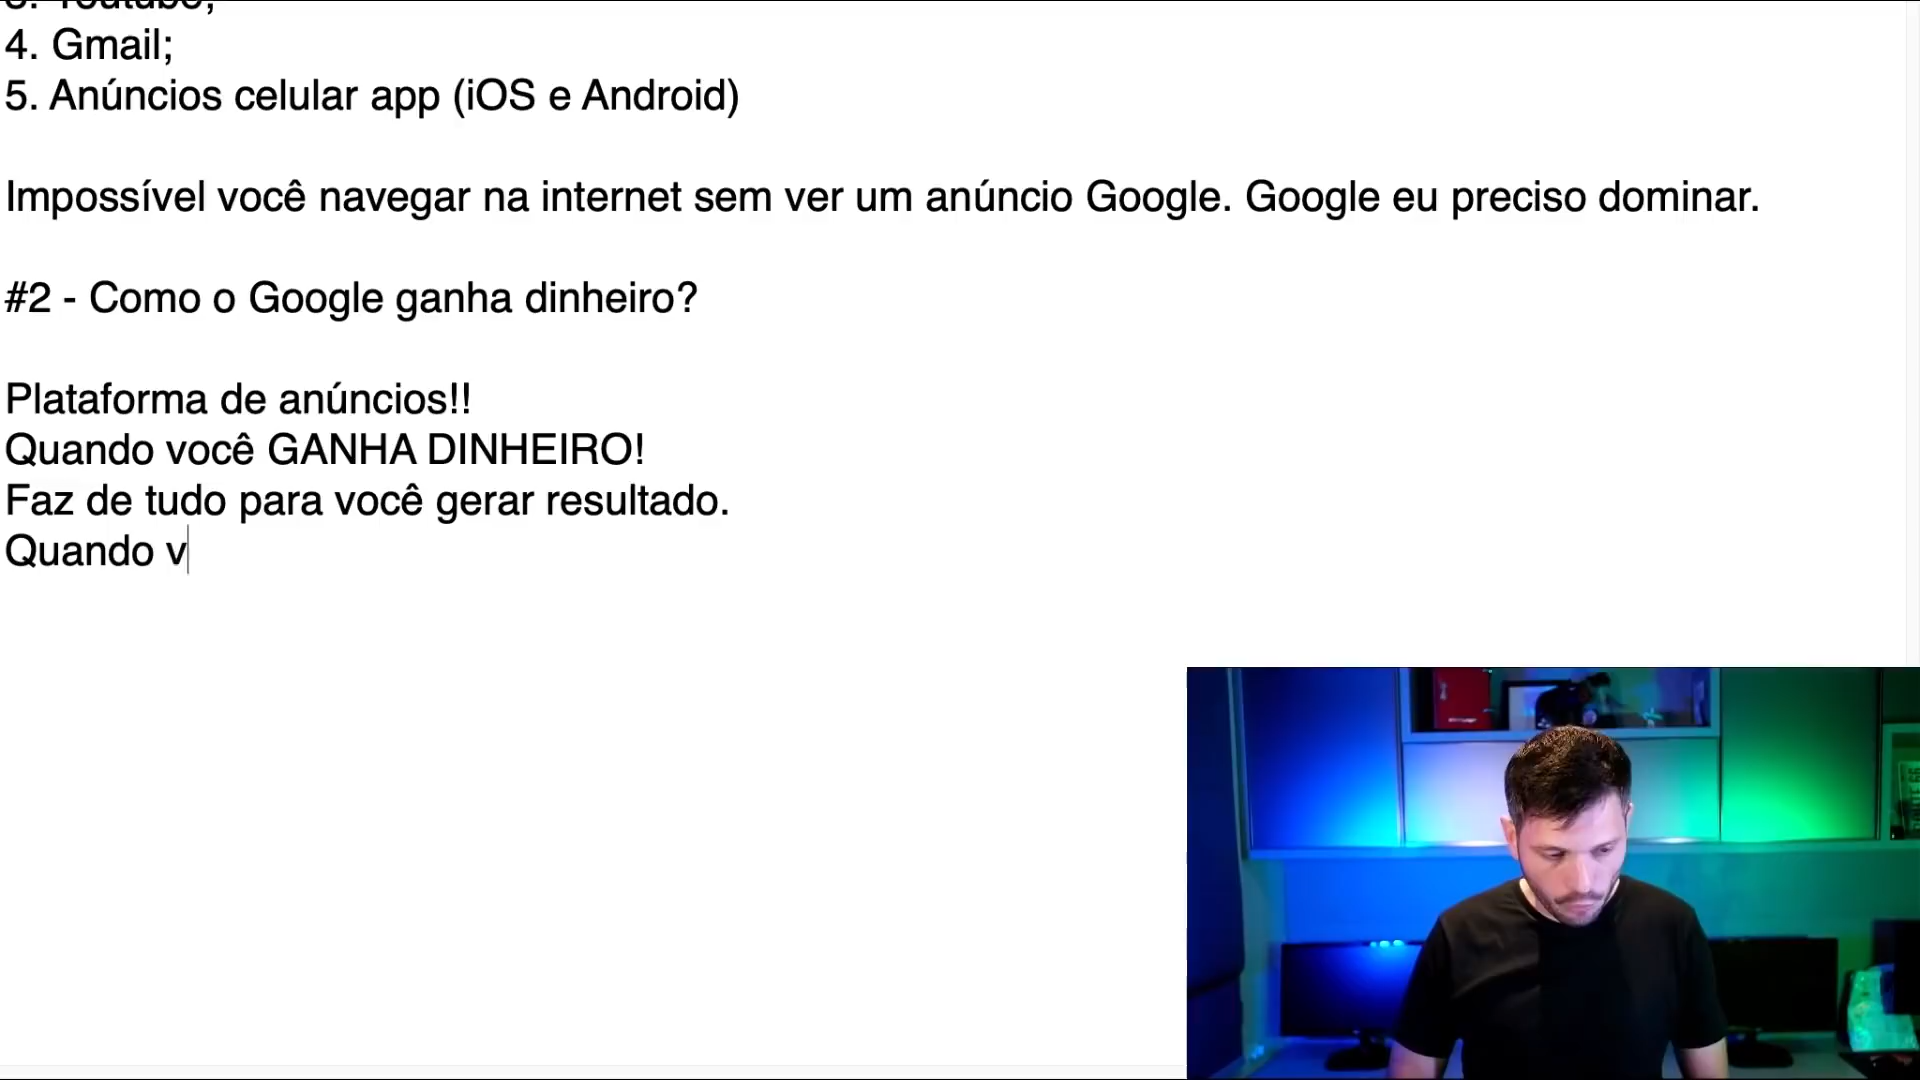 3. Youtube;
4. Gmail;
5. Anúncios celular app (iOS e Android)
Impossível você navegar na internet sem ver um anúncio Google. Google eu preciso dominar.
#2 - Como o Google ganha dinheiro?
Plataforma de anúncios!!
Quando você GANHA DINHEIRO!
Faz de tudo para você gerar resultado.
Quando v